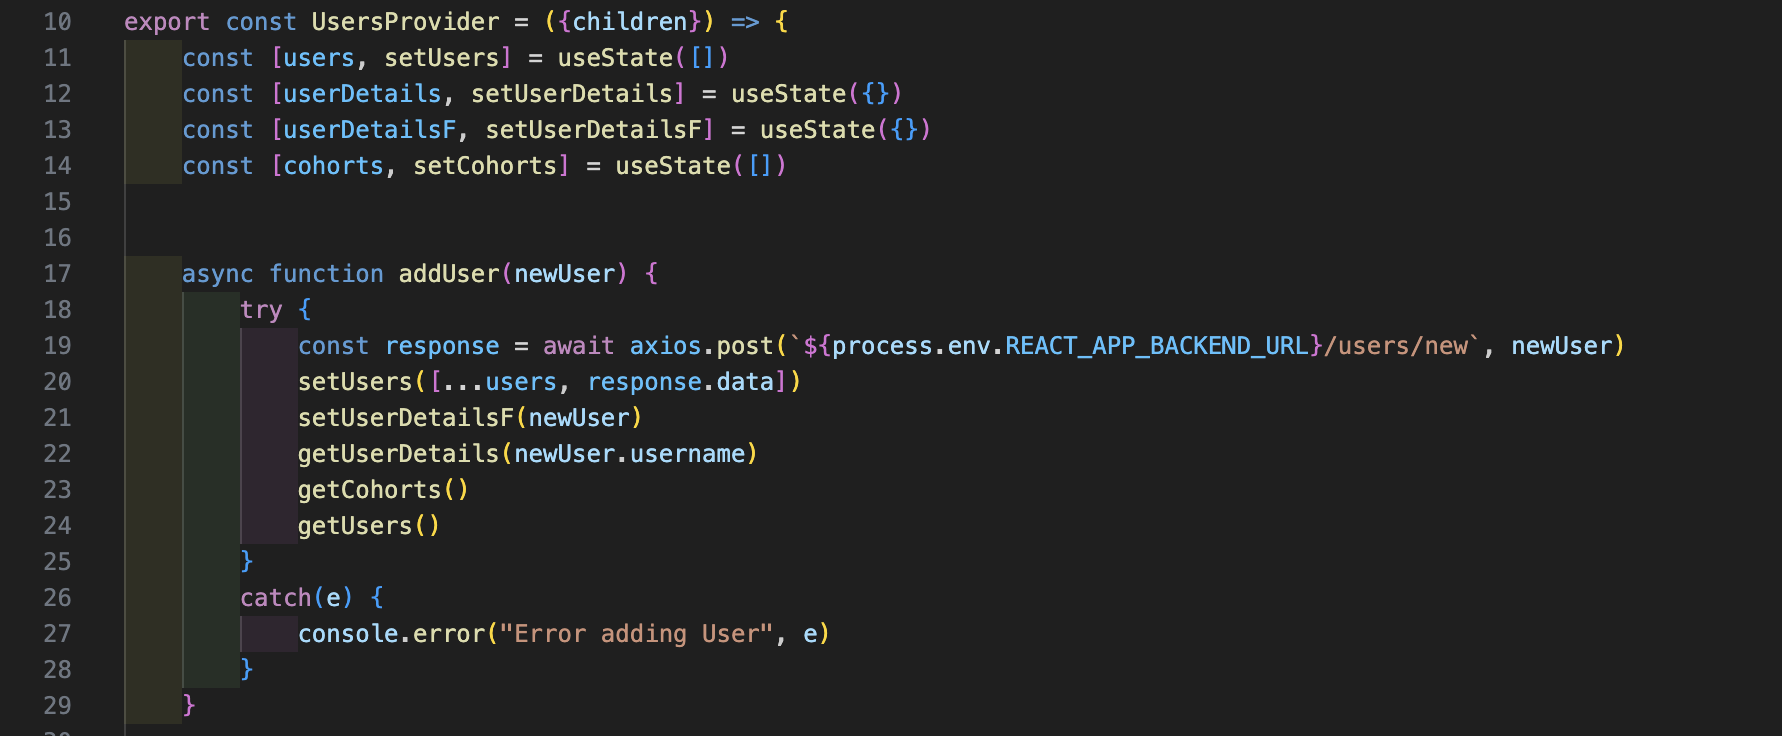 10 export const UsersProvider = ({children}) => {
11 const [users, setUsers] = useState([])
12 const [userDetails, setUserDetails] = useState({})
13 const [userDetailsF, setUserDetailsF] = useState({})
14 const [cohorts, setCohorts] = useState([])
15
16
17 async function addUser(newUser) {
18 try {
19 const response = await axios.post(`${process.env.REACT_APP_BACKEND_URL}/users/new`, newUser)
20 setUsers([...users, response.data])
21 setUserDetailsF(newUser)
22 getUserDetails(newUser.username)
23 getCohorts()
24 getUsers()
25 }
26 catch(e) {
27 console.error("Error adding User", e)
28 }
29 }